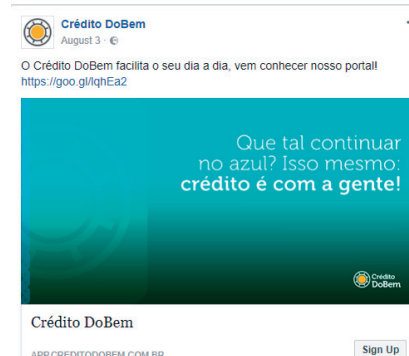 Crédito DoBem
August 3 ·
O Crédito DoBem facilita o seu dia a dia, vem conhecer nosso portal!
https://goo.gl/lqhEa2
Que tal continuar
no azul? Isso mesmo:
crédito é com a gente!
Crédito
DoBem
Crédito DoBem
APP.CREDITODOBEM.COM.BR
Sign Up